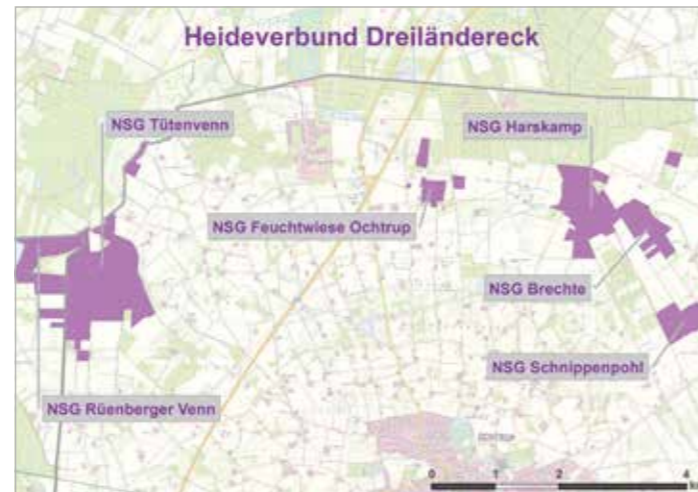 Heideverbund Dreiländereck
NSG Tütenvenn
NSG Harskamp
NSG Feuchtwiese Ochtrup
NSG Brechte
NSG Schnippenpohl
NSG Rüenberger Venn
OCHTRUP
0 1 2 4